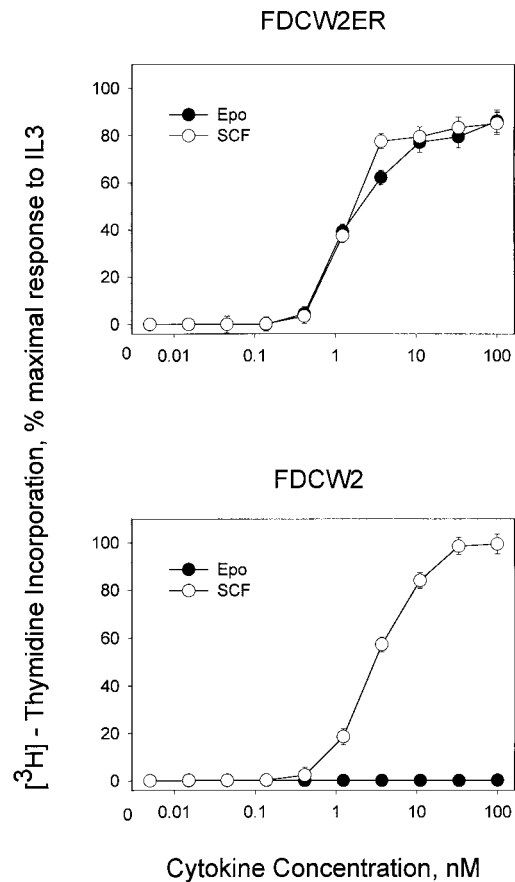 FDCW2ER
Epo
SCF
100
80
60
40
20
0
0 0.01 0.1 1 10 100
[3H] - Thymidine Incorporation, % maximal response to IL3
FDCW2
Epo
SCF
100
80
60
40
20
0
0 0.01 0.1 1 10 100
Cytokine Concentration, nM